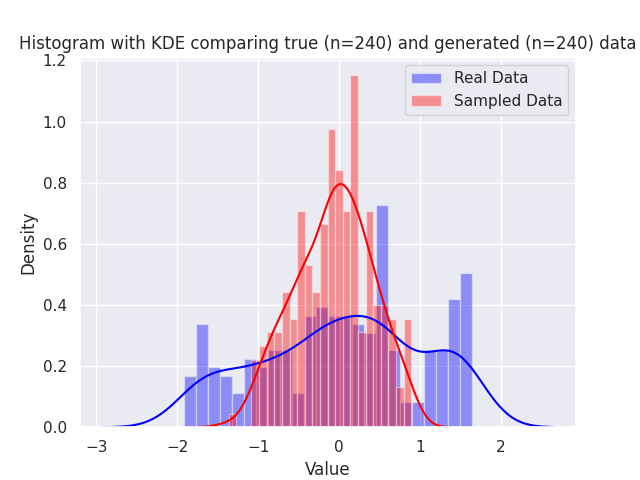 Histogram with KDE comparing true (n=240) and generated (n=240) data
Real Data
Sampled Data
1.2
1.0
0.8
0.6
0.4
0.2
0.0
Density
−3
−2
−1
0
1
2
Value